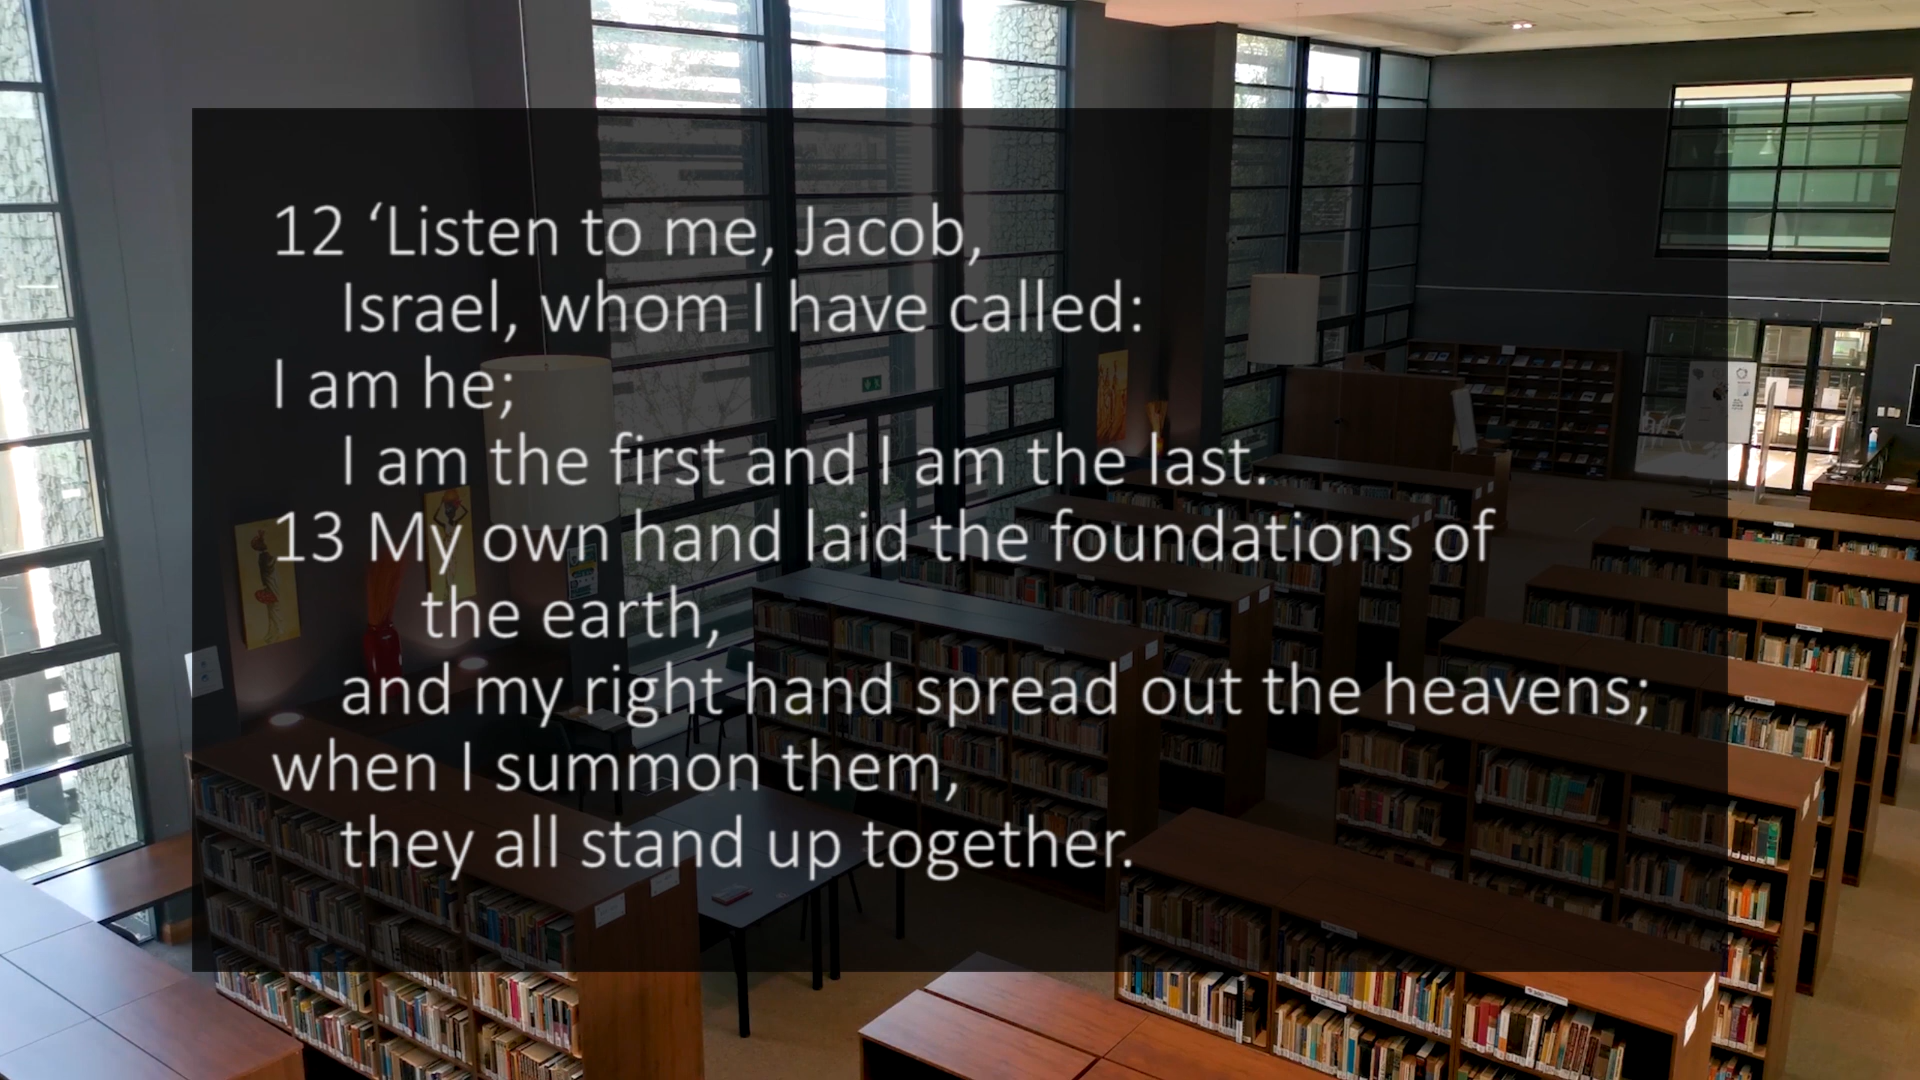 12 ‘Listen to me, Jacob,
Israel, whom I have called:
I am he;
I am the first and I am the last.
13 My own hand laid the foundations of
the earth,
and my right hand spread out the heavens;
when I summon them,
they all stand up together.